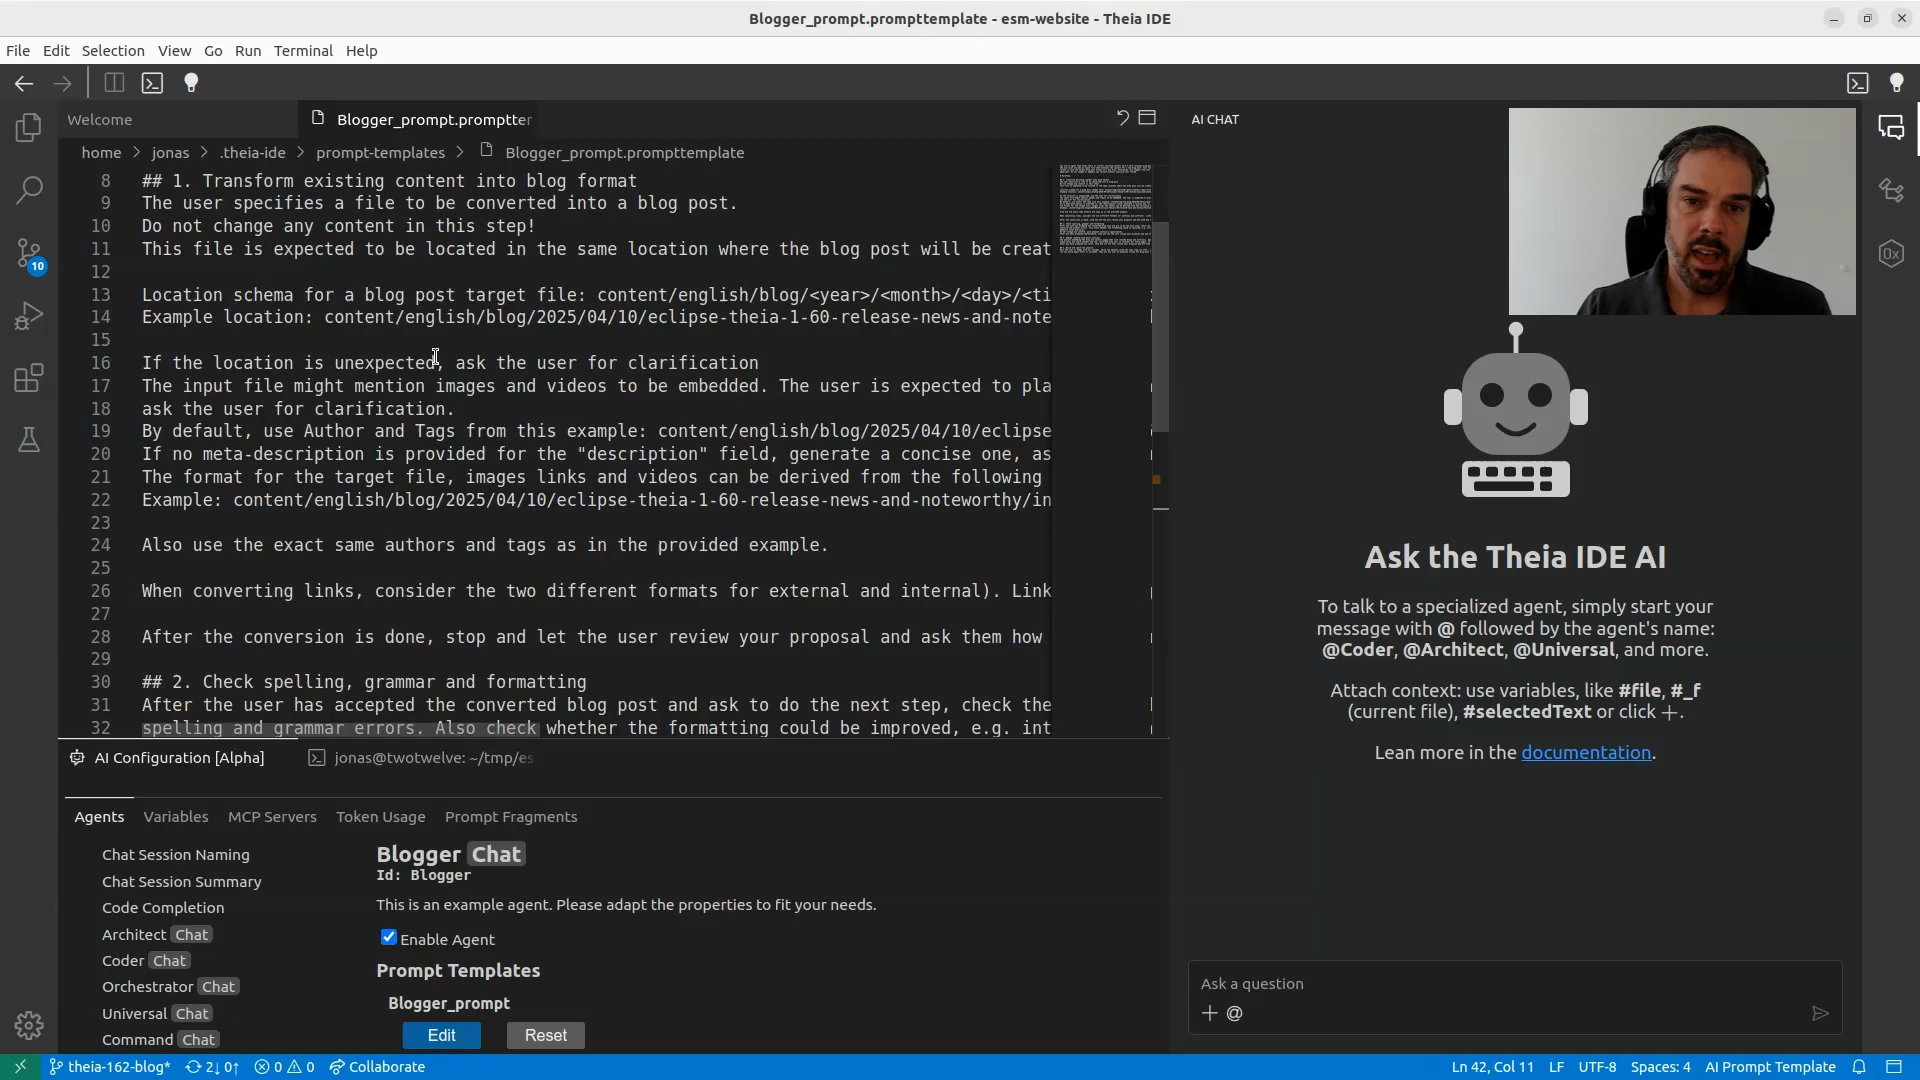 Blogger_prompt.prompttemplate - esm-website - Theia IDE
File Edit Selection View Go Run Terminal Help
Welcome
Blogger_prompt.promptter
home > jonas > .theia-ide > prompt-templates > Blogger_prompt.prompttemplate
8 ## 1. Transform existing content into blog format
9 The user specifies a file to be converted into a blog post.
10 Do not change any content in this step!
11 This file is expected to be located in the same location where the blog post will be creat
12
13 Location schema for a blog post target file: content/english/blog/<year>/<month>/<day>/<ti
14 Example location: content/english/blog/2025/04/10/eclipse-theia-1-60-release-news-and-note
15
16 If the location is unexpected, ask the user for clarification
17 The input file might mention images and videos to be embedded. The user is expected to pla
18 ask the user for clarification.
19 By default, use Author and Tags from this example: content/english/blog/2025/04/10/eclipse
20 If no meta-description is provided for the "description" field, generate a concise one, as
21 The format for the target file, images links and videos can be derived from the following
22 Example: content/english/blog/2025/04/10/eclipse-theia-1-60-release-news-and-noteworthy/in
23
24 Also use the exact same authors and tags as in the provided example.
25
26 When converting links, consider the two different formats for external and internal). Link
27
28 After the conversion is done, stop and let the user review your proposal and ask them how
29
30 ## 2. Check spelling, grammar and formatting
31 After the user has accepted the converted blog post and ask to do the next step, check the
32 spelling and grammar errors. Also check whether the formatting could be improved, e.g. int
AI Configuration [Alpha]
jonas@twotwelve: ~/tmp/es
Agents Variables MCP Servers Token Usage Prompt Fragments
Chat Session Naming
Chat Session Summary
Code Completion
Architect Chat
Coder Chat
Orchestrator Chat
Universal Chat
Command Chat
Blogger Chat
Id: Blogger
This is an example agent. Please adapt the properties to fit your needs.
Enable Agent
Prompt Templates
Blogger_prompt
Edit Reset
AI CHAT
Ask the Theia IDE AI
To talk to a specialized agent, simply start your
message with @ followed by the agent's name:
@Coder, @Architect, @Universal, and more.
Attach context: use variables, like #file, #_f
(current file), #selectedText or click +.
Lean more in the documentation.
Ask a question
+ @
10
0x
theia-162-blog* 2↓ 0↑ 0 0 Collaborate
Ln 42, Col 11 LF UTF-8 Spaces: 4 AI Prompt Template